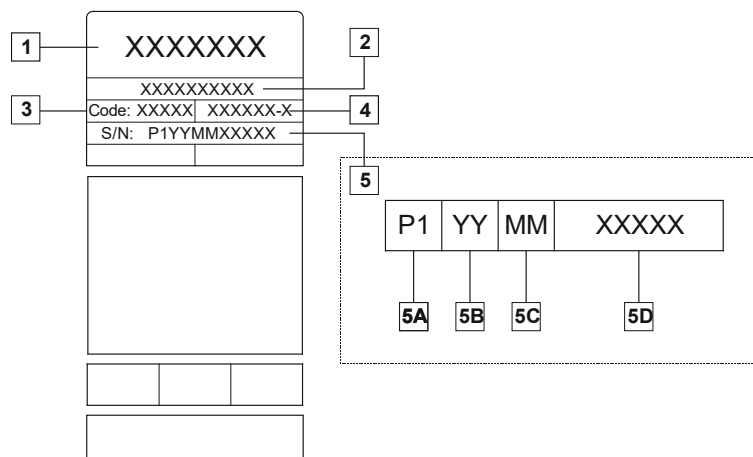 1 XXXXXXX 2
XXXXXXXXXX
3 Code: XXXXX XXXXXX-X 4
S/N: P1YYMMXXXXX
5
P1 YY MM XXXXX
5A 5B 5C 5D